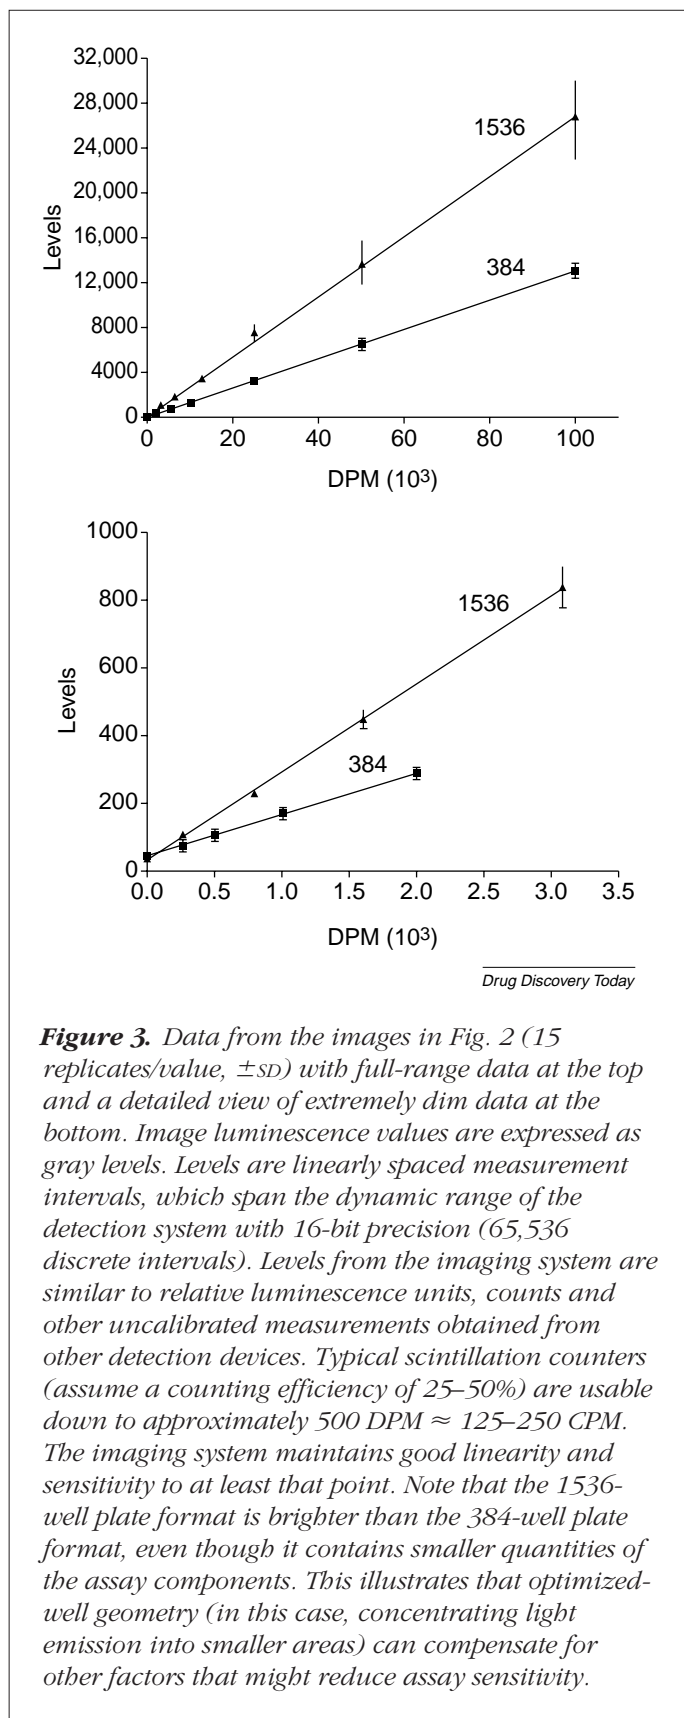 32,000
28,000
24,000
20,000
16,000
12,000
8000
4000
0
Levels
1536
384
0 20 40 60 80 100
DPM (10³)
1000
800
600
400
200
0
Levels
1536
384
0.0 0.5 1.0 1.5 2.0 2.5 3.0 3.5
DPM (10³)
Drug Discovery Today
Figure 3. Data from the images in Fig. 2 (15
replicates/value, ±SD) with full-range data at the top
and a detailed view of extremely dim data at the
bottom. Image luminescence values are expressed as
gray levels. Levels are linearly spaced measurement
intervals, which span the dynamic range of the
detection system with 16-bit precision (65,536
discrete intervals). Levels from the imaging system are
similar to relative luminescence units, counts and
other uncalibrated measurements obtained from
other detection devices. Typical scintillation counters
(assume a counting efficiency of 25–50%) are usable
down to approximately 500 DPM ≈ 125–250 CPM.
The imaging system maintains good linearity and
sensitivity to at least that point. Note that the 1536-
well plate format is brighter than the 384-well plate
format, even though it contains smaller quantities of
the assay components. This illustrates that optimized-
well geometry (in this case, concentrating light
emission into smaller areas) can compensate for
other factors that might reduce assay sensitivity.